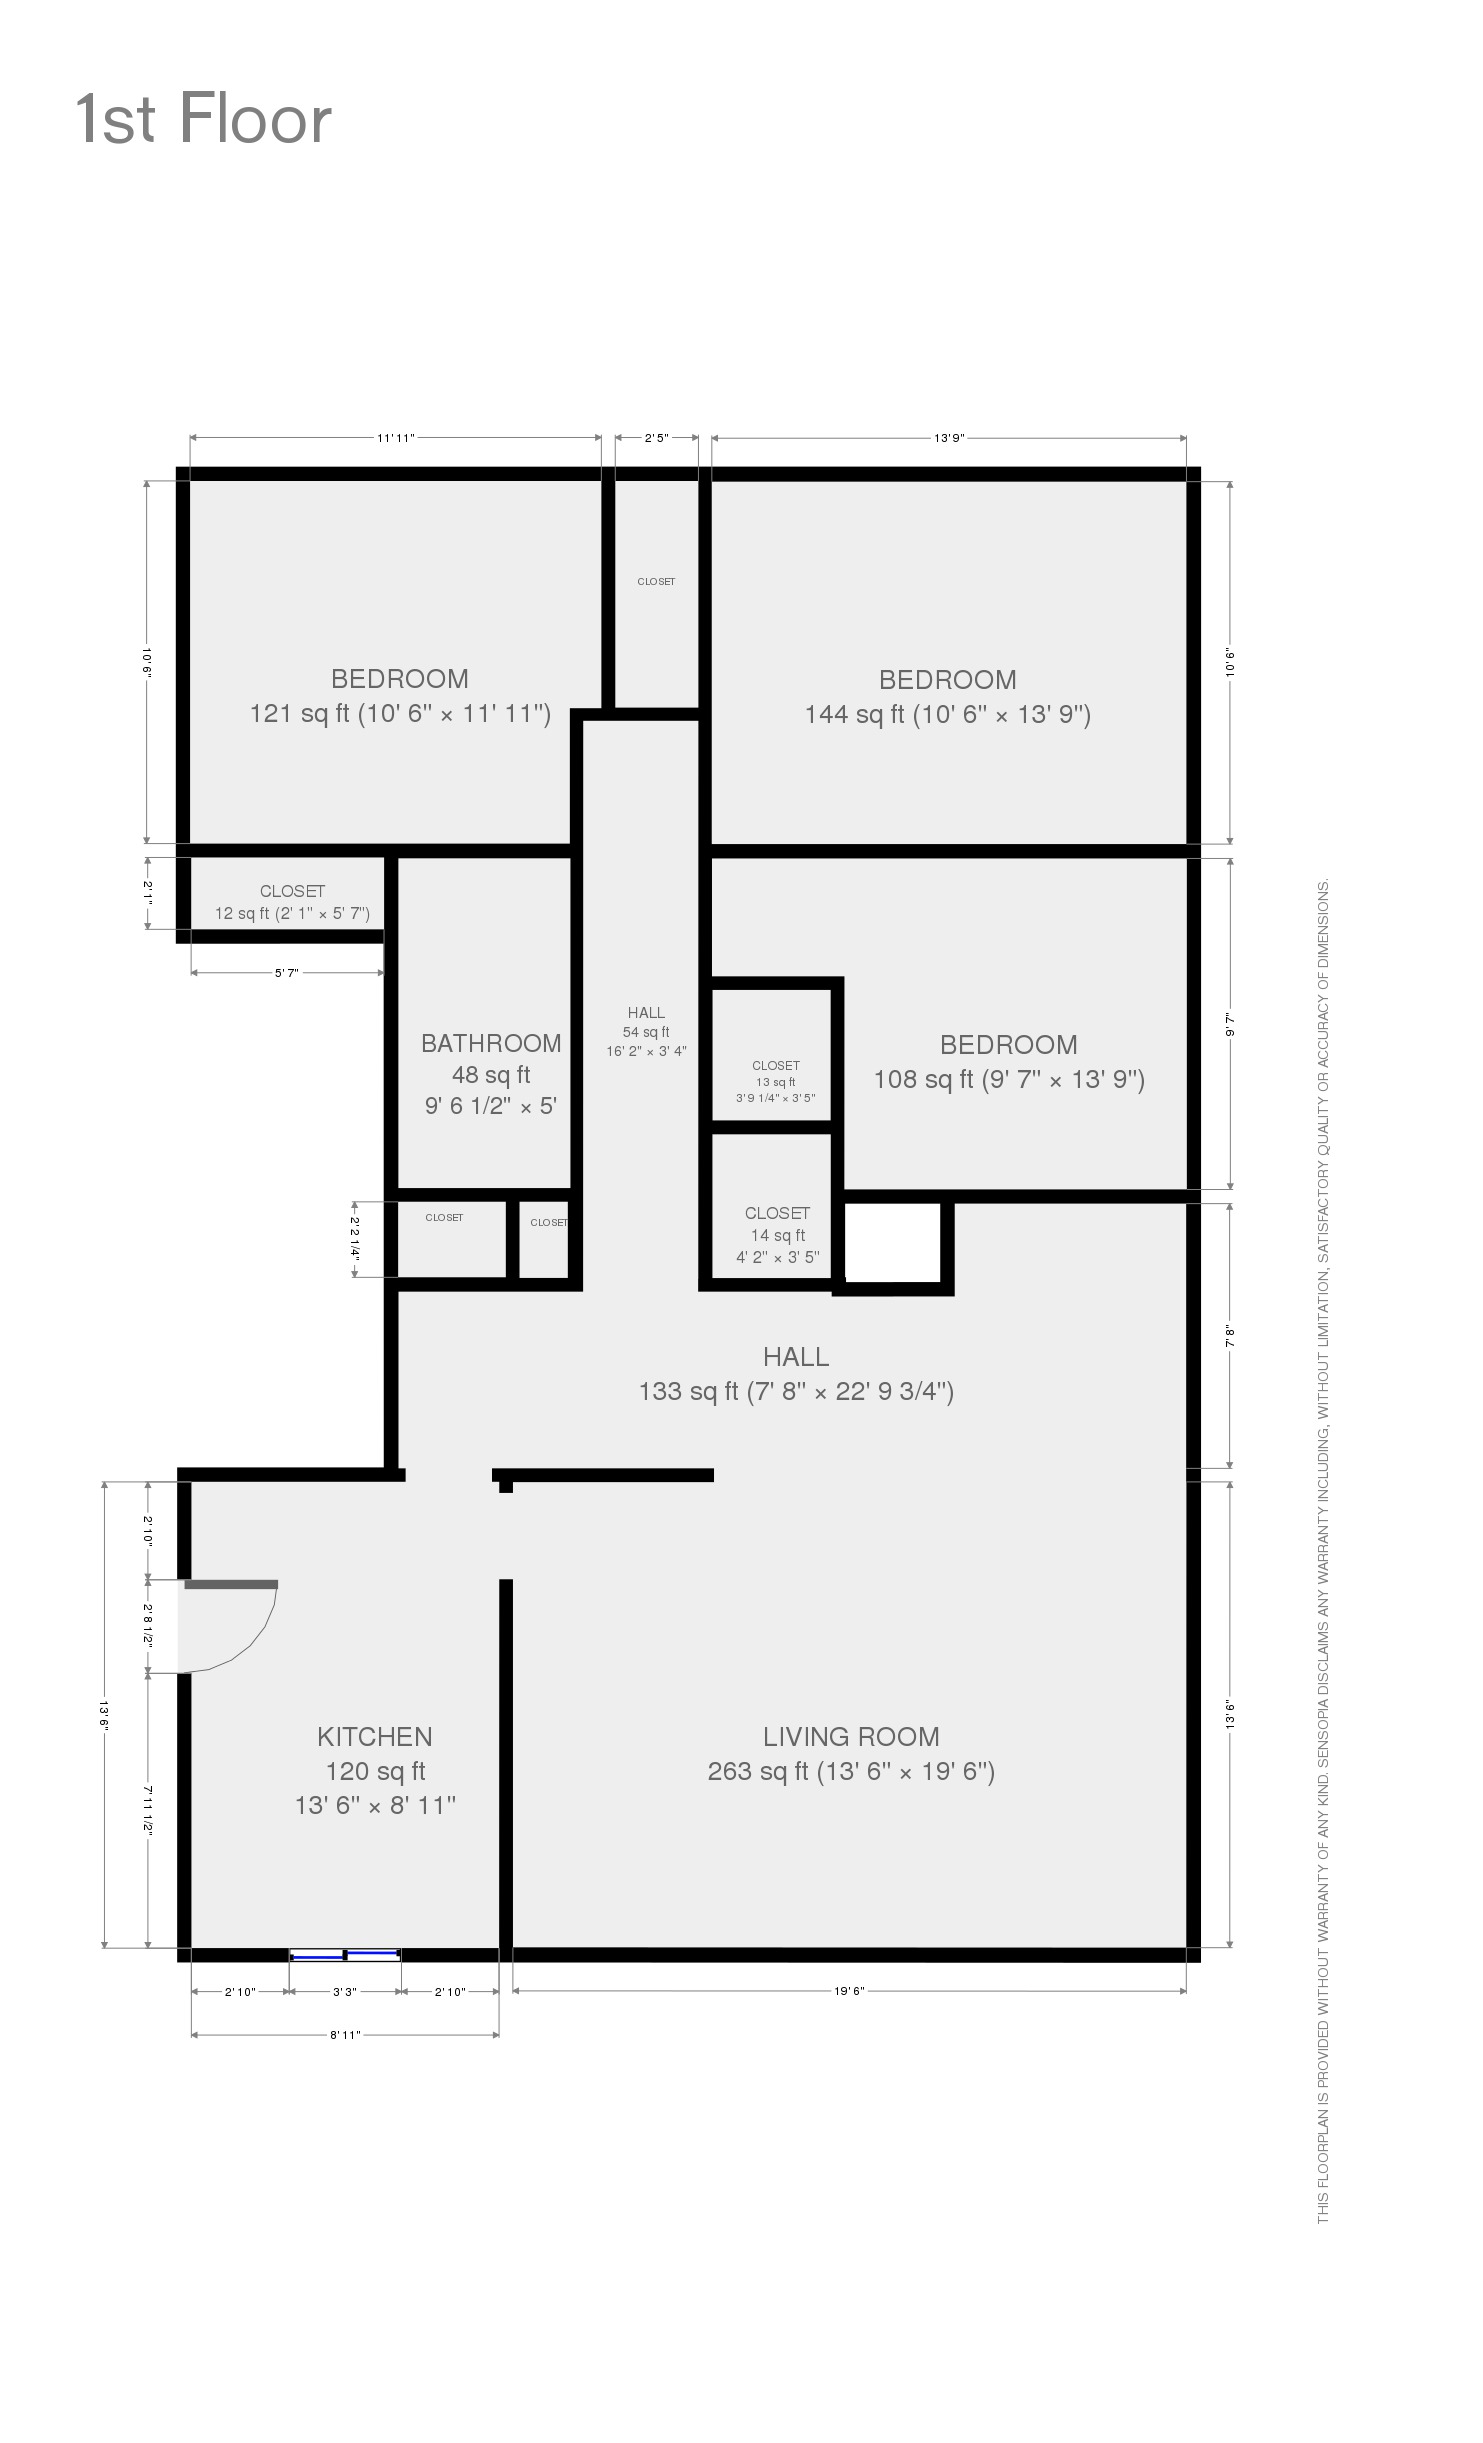 1st Floor
11' 11"
2' 5"
13' 9"
10' 6"
10' 6"
CLOSET
BEDROOM
121 sq ft (10' 6" × 11' 11")
BEDROOM
144 sq ft (10' 6" × 13' 9")
2' 1"
CLOSET
12 sq ft (2' 1" × 5' 7")
5' 7"
BATHROOM
48 sq ft
9' 6 1/2" × 5'
HALL
54 sq ft
16' 2" × 3' 4"
CLOSET
13 sq ft
3' 9 1/4" × 3' 5"
BEDROOM
108 sq ft (9' 7" × 13' 9")
9' 7"
2' 2 1/4"
CLOSET
CLOSET
CLOSET
14 sq ft
4' 2" × 3' 5"
7' 8"
HALL
133 sq ft (7' 8" × 22' 9 3/4")
2' 10"
2' 8 1/2"
13' 6"
7' 11 1/2"
KITCHEN
120 sq ft
13' 6" × 8' 11"
LIVING ROOM
263 sq ft (13' 6" × 19' 6")
13' 6"
2' 10"
3' 3"
2' 10"
19' 6"
8' 11"
THIS FLOORPLAN IS PROVIDED WITHOUT WARRANTY OF ANY KIND. SENSOPIA DISCLAIMS ANY WARRANTY INCLUDING, WITHOUT LIMITATION, SATISFACTORY QUALITY OR ACCURACY OF DIMENSIONS.